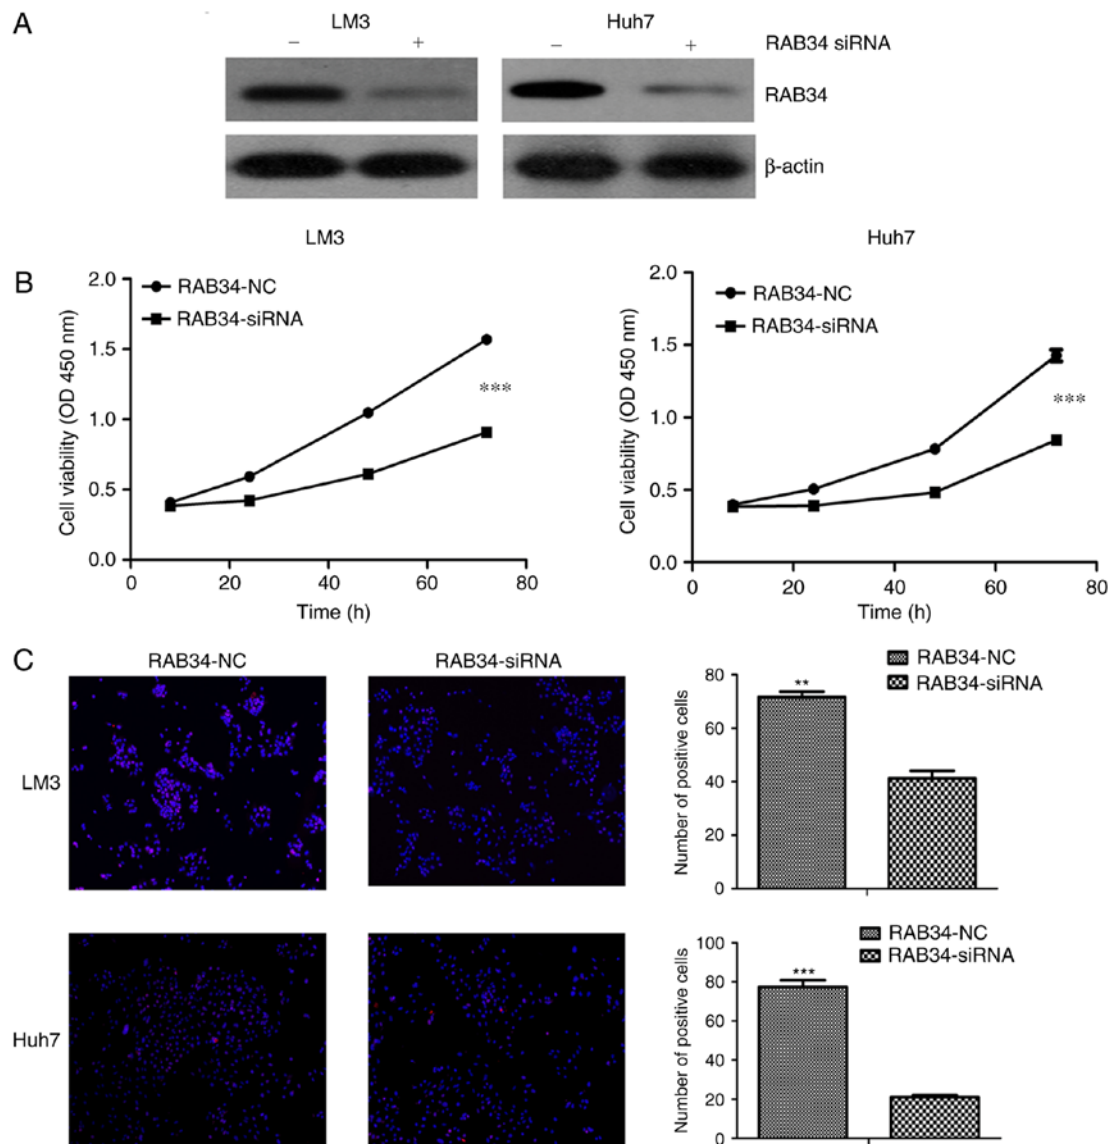 A
LM3
Huh7
− + − + RAB34 siRNA
RAB34
β-actin
B
LM3
Huh7
2.0
1.5
1.0
0.5
0.0
Cell viability (OD 450 nm)
RAB34-NC
RAB34-siRNA
***
0 20 40 60 80
Time (h)
2.0
1.5
1.0
0.5
0.0
Cell viability (OD 450 nm)
RAB34-NC
RAB34-siRNA
***
0 20 40 60 80
Time (h)
C
RAB34-NC
RAB34-siRNA
LM3
Huh7
RAB34-NC
RAB34-siRNA
80
60
40
20
0
Number of positive cells
**
RAB34-NC
RAB34-siRNA
100
80
60
40
20
0
Number of positive cells
***